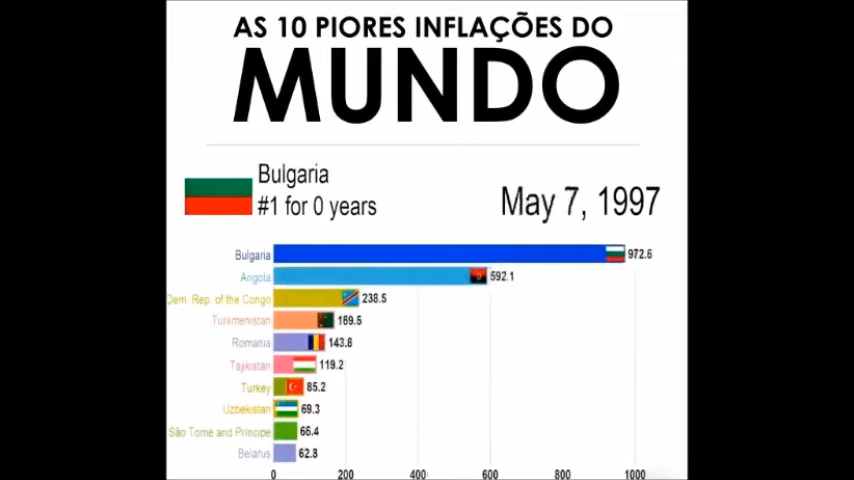 AS 10 PIORES INFLAÇÕES DO
MUNDO
Bulgaria
#1 for 0 years
May 7, 1997
Bulgaria 972.6
Angola 592.1
Dem. Rep. of the Congo 238.5
Turkmenistan 169.5
Romania 143.8
Tajikistan 119.2
Turkey 85.2
Uzbekistan 69.3
São Tomé and Principe 65.4
Belarus 62.8
0 200 400 600 800 1000